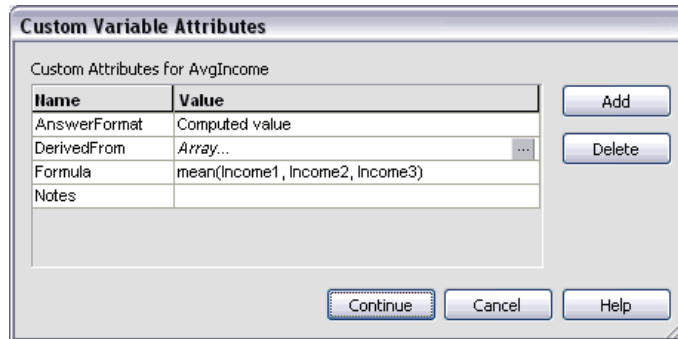 Custom Variable Attributes
Custom Attributes for AvgIncome
Name Value
AnswerFormat Computed value
DerivedFrom Array... ...
Formula mean(Income1, Income2, Income3)
Notes
Add
Delete
Continue Cancel Help